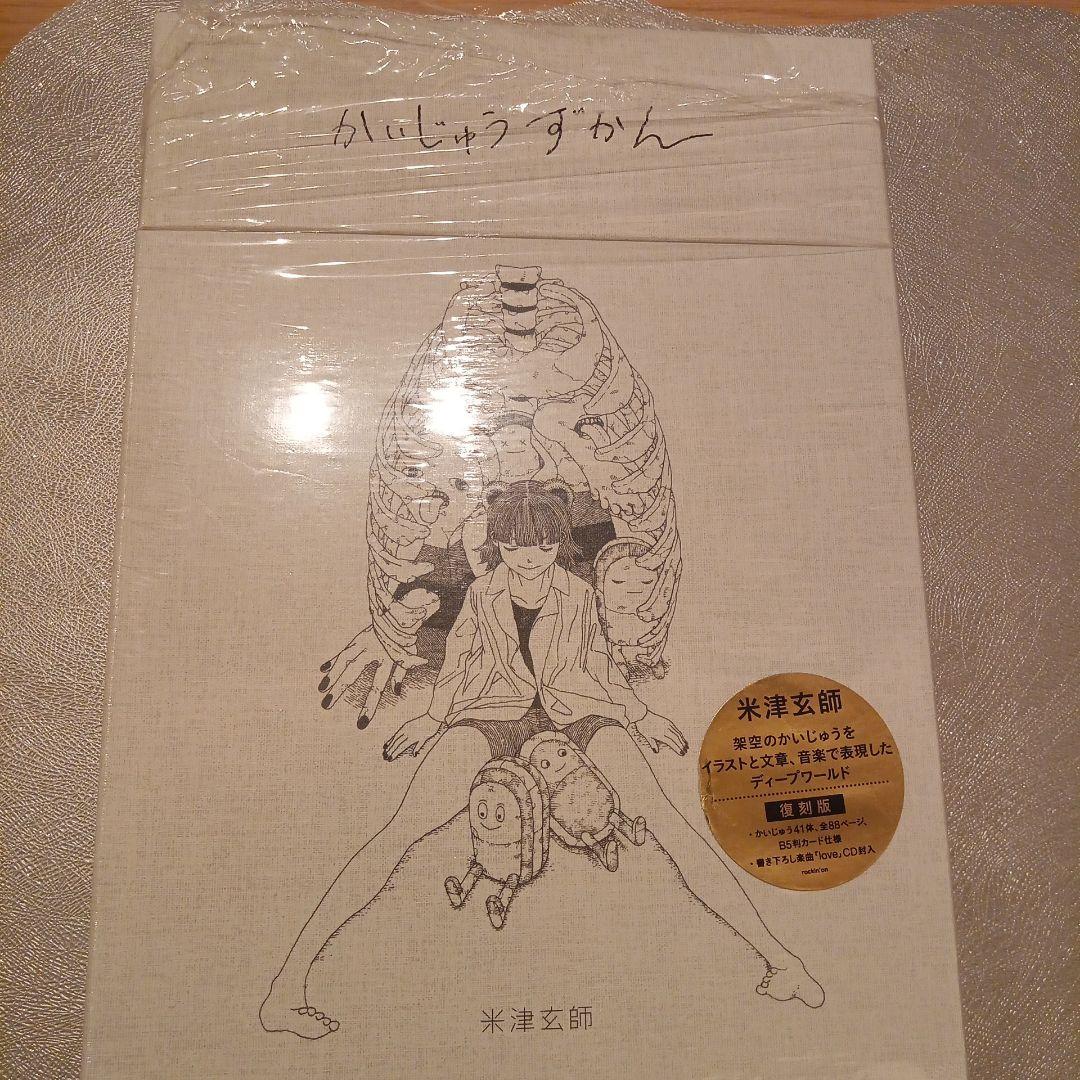 かいじゅうずかん
米津玄師
架空のかいじゅうを
イラストと文章、音楽で表現した
ディープワールド
復刻版
・かいじゅう41体、全88ページ、
B5判カード仕様
・書き下ろし楽曲「love」CD封入
rockin'on
米津玄師